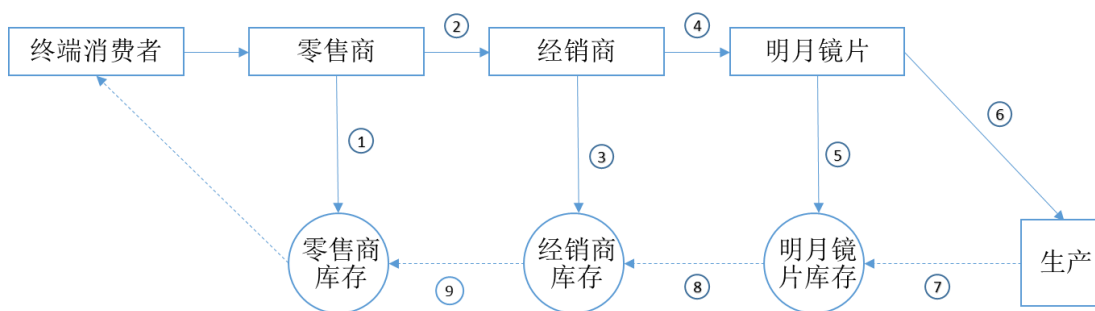 ②
④
终端消费者
零售商
经销商
明月镜片
⑥
①
③
⑤
零售商
库存
经销商
库存
明月镜
片库存
生产
⑨
⑧
⑦